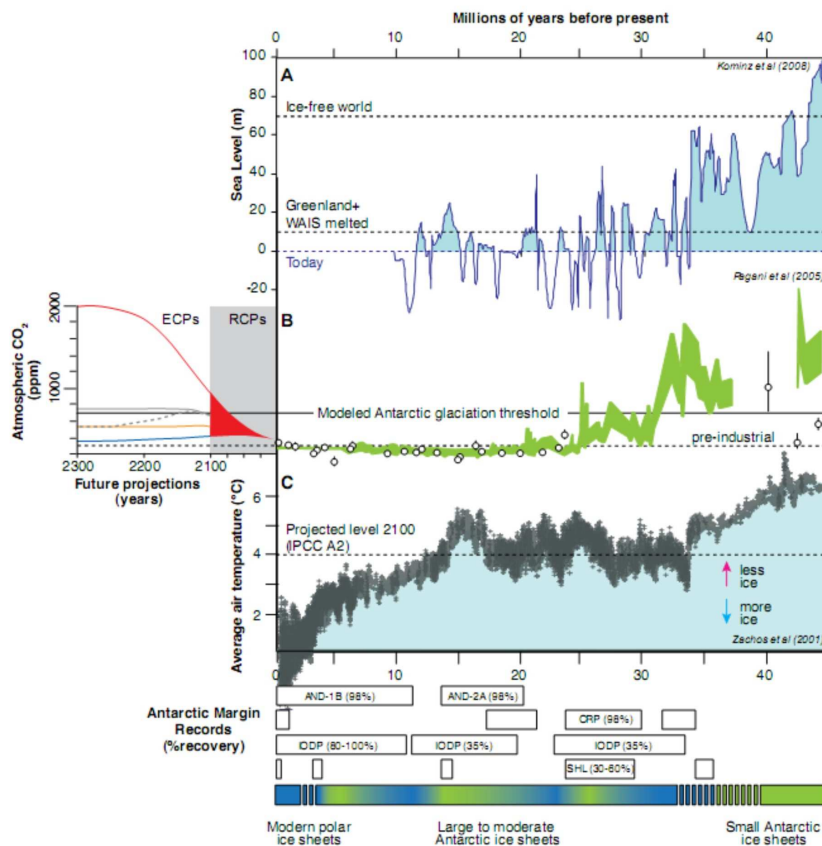 Millions of years before present
0 10 20 30 40
A
Kominz et al (2008)
Sea Level (m)
100
80
60
40
20
0
-20
Ice-free world
Greenland+
WAIS melted
Today
Pagani et al (2005)
B
Atmospheric CO2
(ppm)
2000
1000
ECPs
RCPs
Modeled Antarctic glaciation threshold
pre-industrial
2300 2200 2100
Future projections
(years)
C
Average air temperature (°C)
6
4
2
Projected level 2100
(IPCC A2)
less
ice
more
ice
Zachos et al (2001)
0 10 20 30 40
Antarctic Margin
Records
(%recovery)
AND-1B (98%) AND-2A (98%)
CRP (98%)
IODP (80-100%) IODP (35%) IODP (35%)
SHL (30-60%)
Modern polar
ice sheets
Large to moderate
Antarctic ice sheets
Small Antarctic
ice sheets